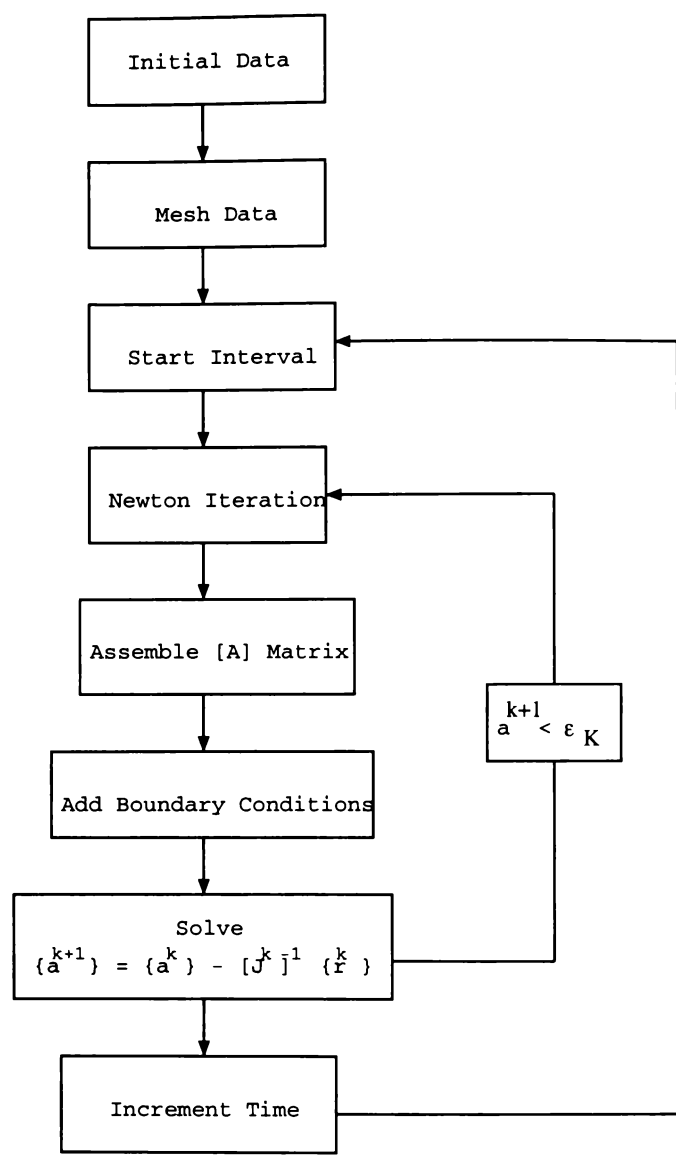 Initial Data
Mesh Data
Start Interval
Newton Iteration
Assemble [A] Matrix
a^{k+1} < ε_K
Add Boundary Conditions
Solve
{a^{k+1}} = {a^k} - [J^k]^{-1} {r^k}
Increment Time